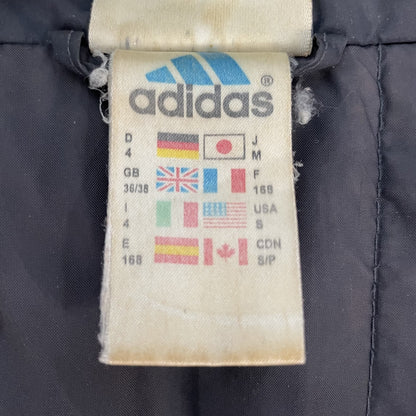 adidas ®
D 4 J M
GB 36/38 F 168
I 4 USA S
E 168 CDN S/P